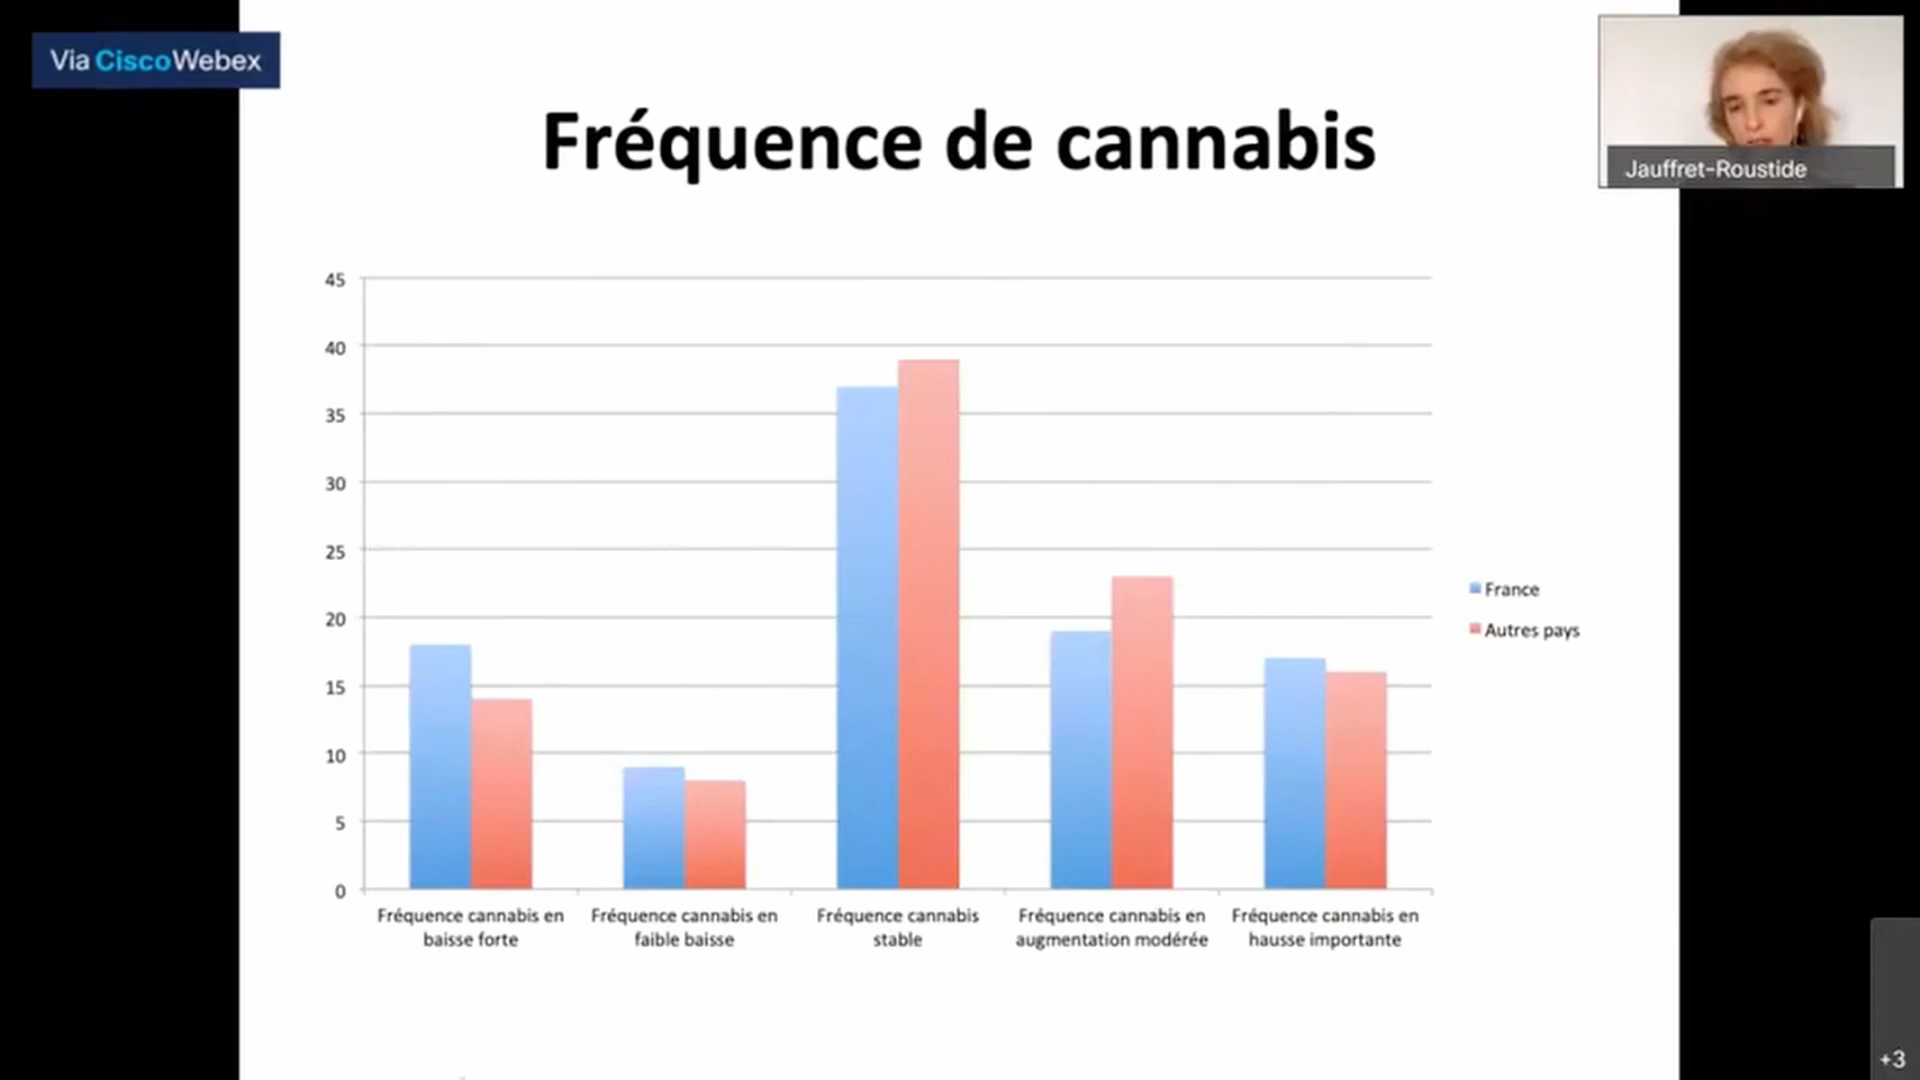 Via CiscoWebex
Jauffret-Roustide
Fréquence de cannabis
45
40
35
30
25
20
15
10
5
0
France
Autres pays
Fréquence cannabis en
baisse forte
Fréquence cannabis en
faible baisse
Fréquence cannabis
stable
Fréquence cannabis en
augmentation modérée
Fréquence cannabis en
hausse importante
+3